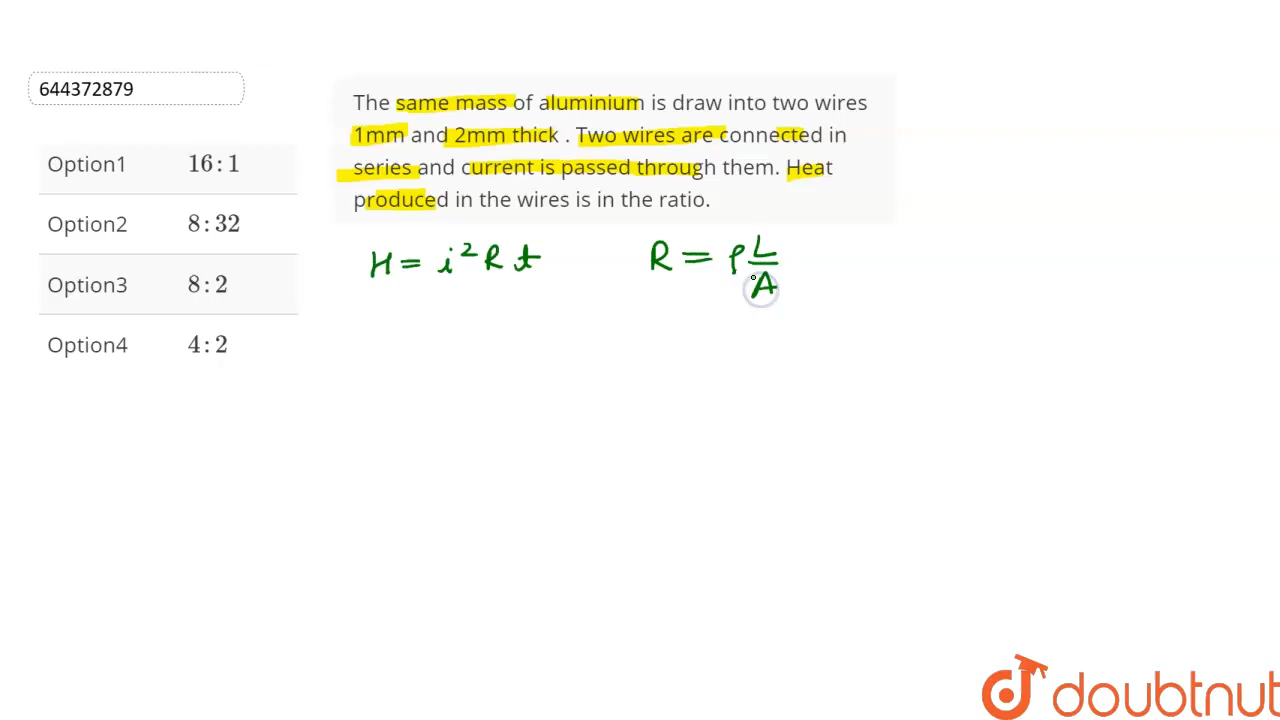 644372879
The same mass of aluminium is draw into two wires
1mm and 2mm thick . Two wires are connected in
series and current is passed through them. Heat
produced in the wires is in the ratio.
Option1 16 : 1
Option2 8 : 32
Option3 8 : 2
Option4 4 : 2
H = i² R t
R = ρ L/A
doubtnut